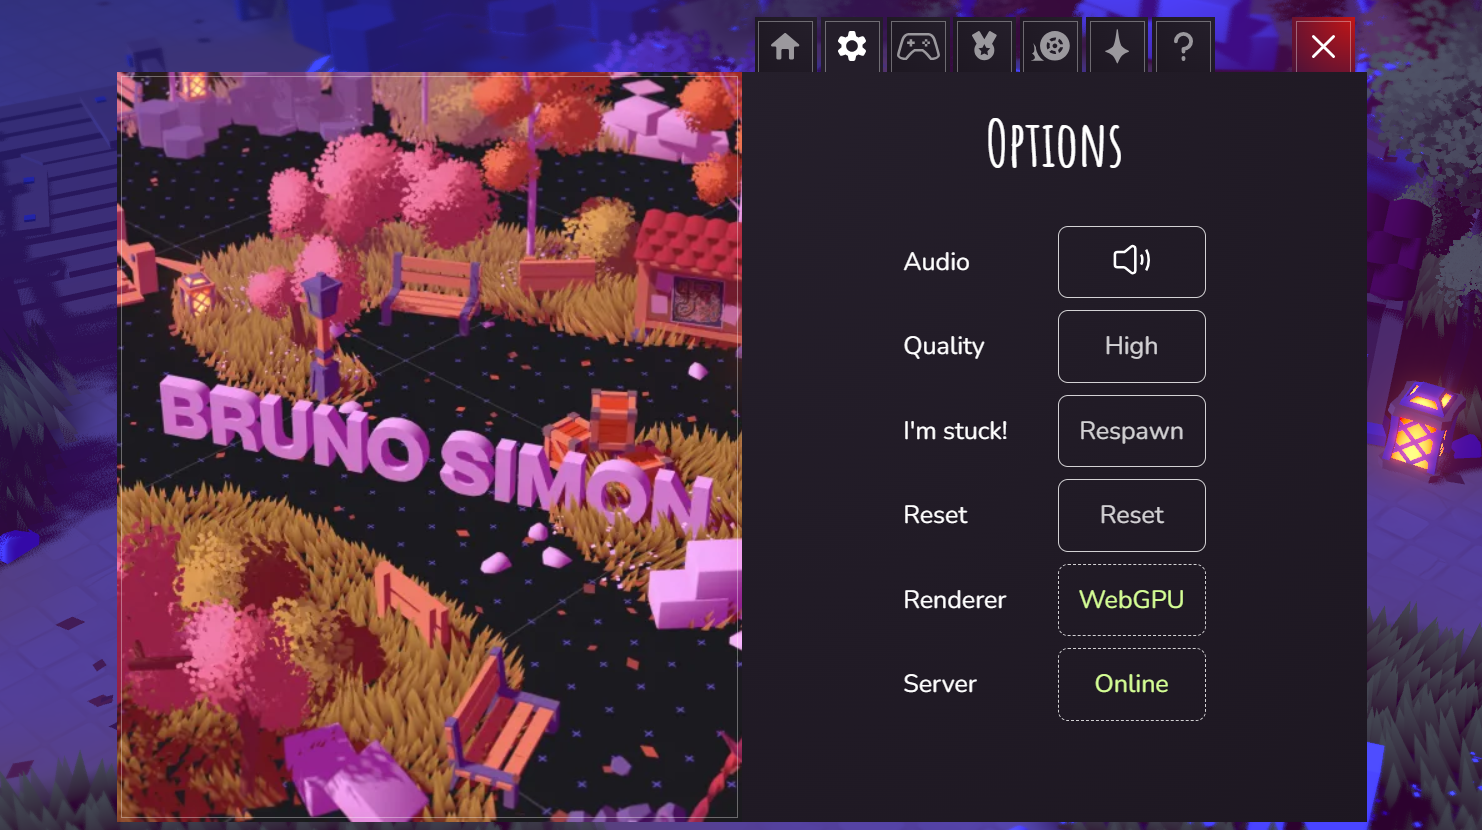 ?
Options
BRUNO SIMON
Audio
Quality High
I'm stuck! Respawn
Reset Reset
Renderer WebGPU
Server Online